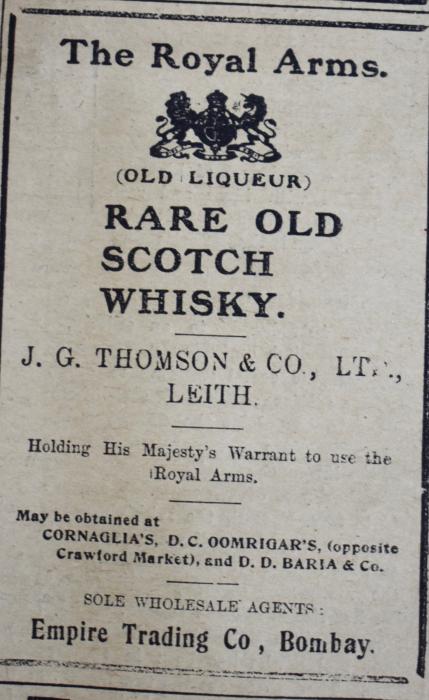 The Royal Arms.
(OLD LIQUEUR)
RARE OLD
SCOTCH
WHISKY.
J. G. THOMSON & CO., LTD.,
LEITH.
Holding His Majesty's Warrant to use the
Royal Arms.
May be obtained at
CORNAGLIA'S, D. C. OOMRIGAR'S, (opposite
Crawford Market), and D. D. BARIA & Co.
SOLE WHOLESALE AGENTS:
Empire Trading Co, Bombay.